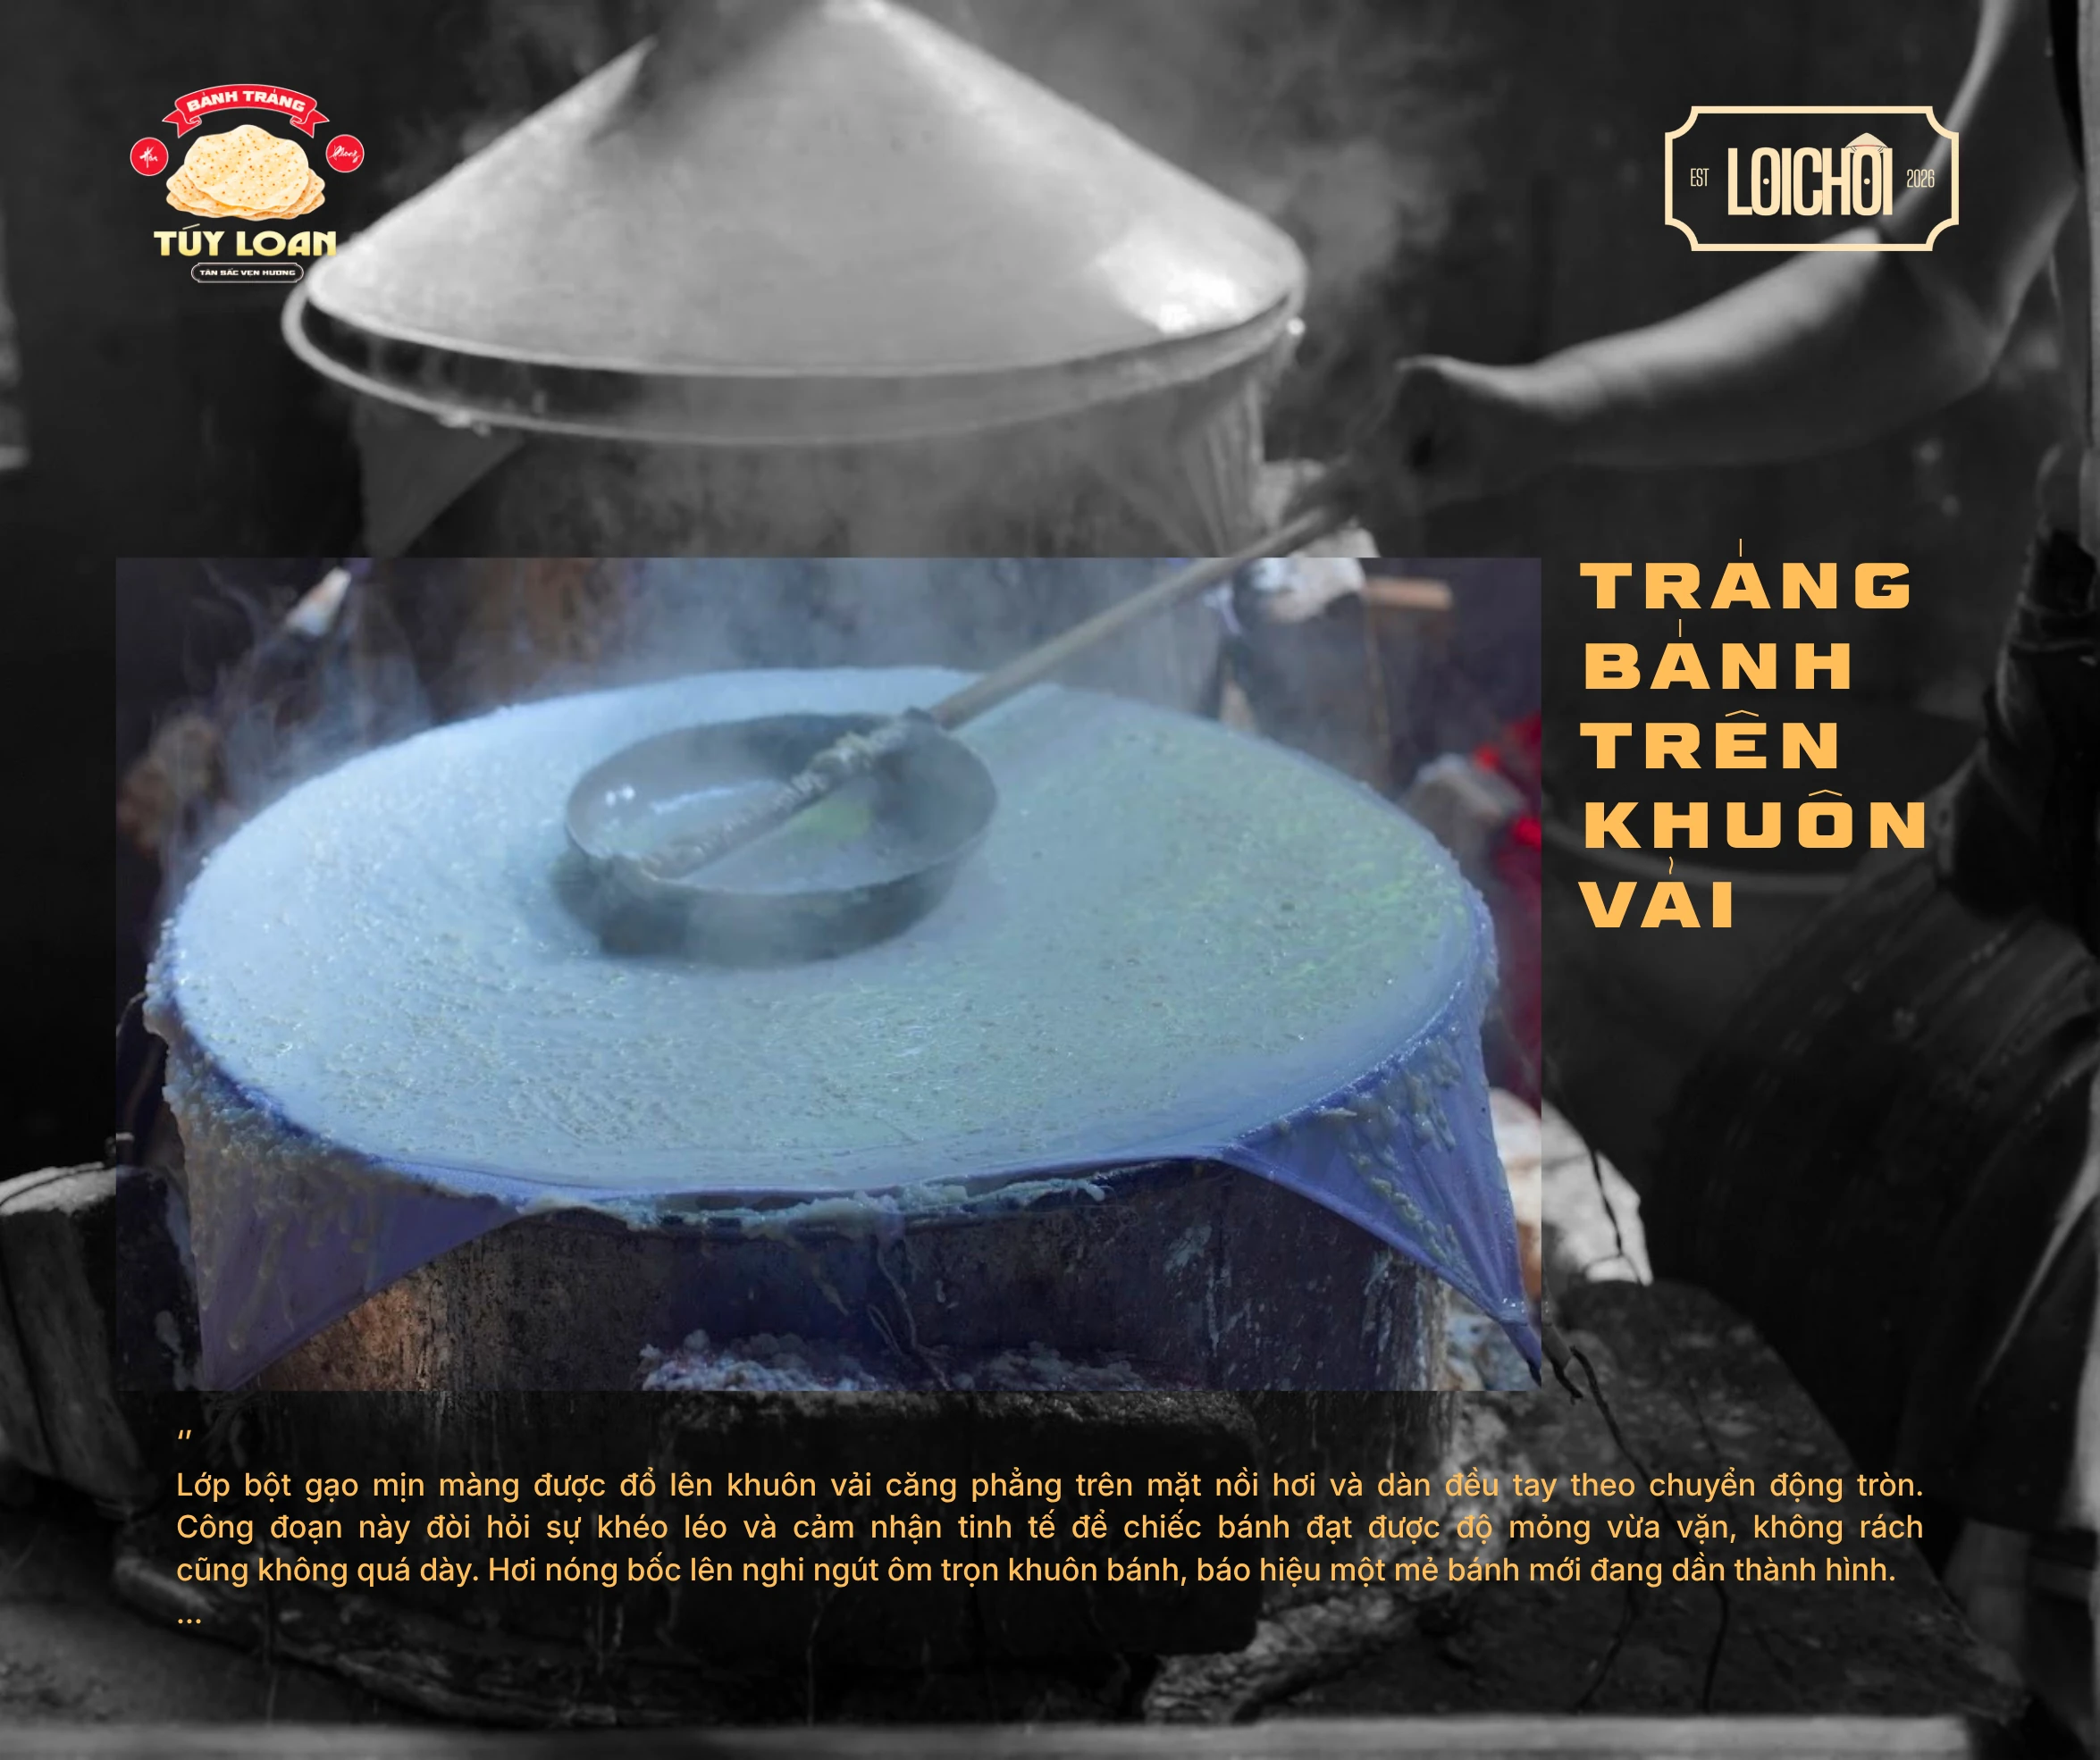 BÁNH TRÁNG
TÚY LOAN
TÂN SẮC VẸN HƯƠNG
EST LOICHOI 2026
TRÁNG
BÁNH
TRÊN
KHUÔN
VẢI
"
Lớp bột gạo mịn màng được đổ lên khuôn vải căng phẳng trên mặt nồi hơi và dàn đều tay theo chuyển động tròn.
Công đoạn này đòi hỏi sự khéo léo và cảm nhận tinh tế để chiếc bánh đạt được độ mỏng vừa vặn, không rách
cũng không quá dày. Hơi nóng bốc lên nghi ngút ôm trọn khuôn bánh, báo hiệu một mẻ bánh mới đang dần thành hình.
...